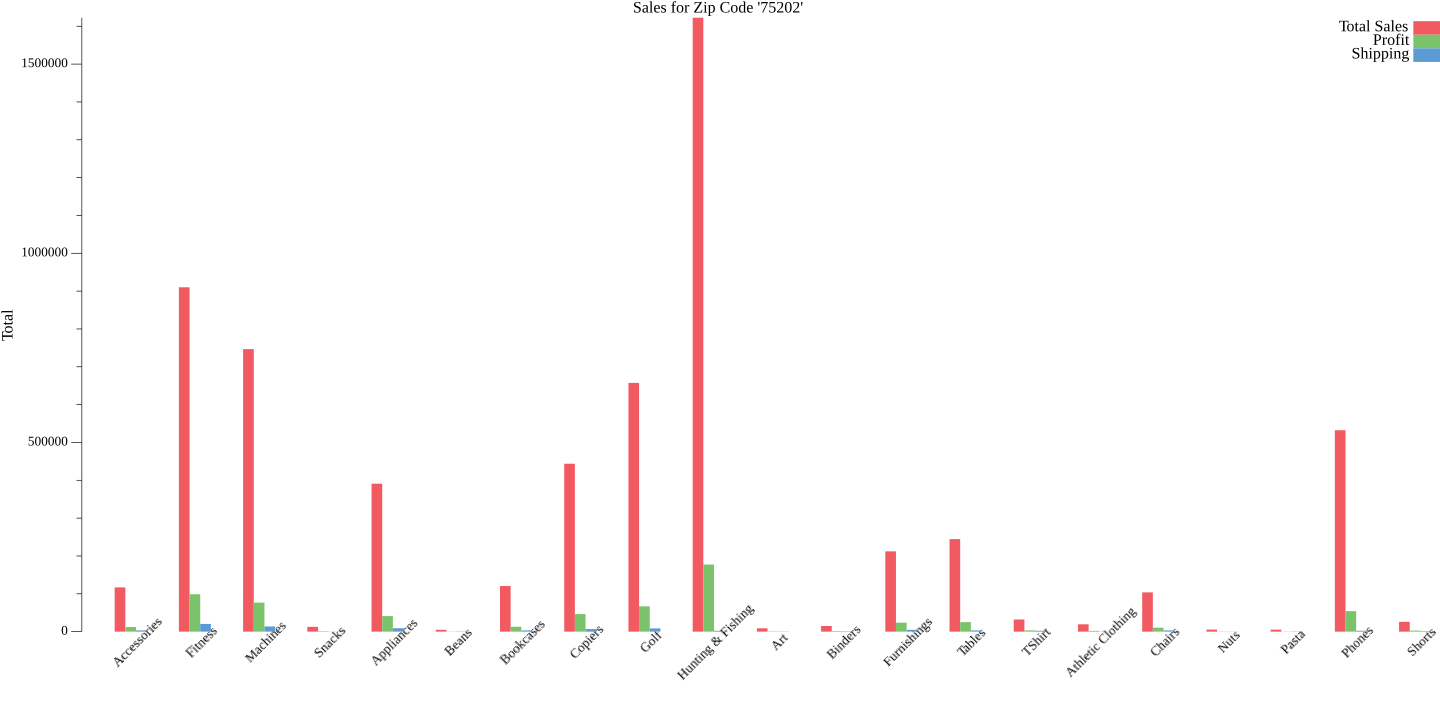 Sales for Zip Code '75202'
Total Sales
Profit
Shipping
Total
1500000
1000000
500000
0
Accessories
Fitness
Machines
Snacks
Appliances
Beans
Bookcases
Copiers
Golf
Hunting & Fishing
Art
Binders
Furnishings
Tables
TShirt
Athletic Clothing
Chairs
Nuts
Pasta
Phones
Shorts